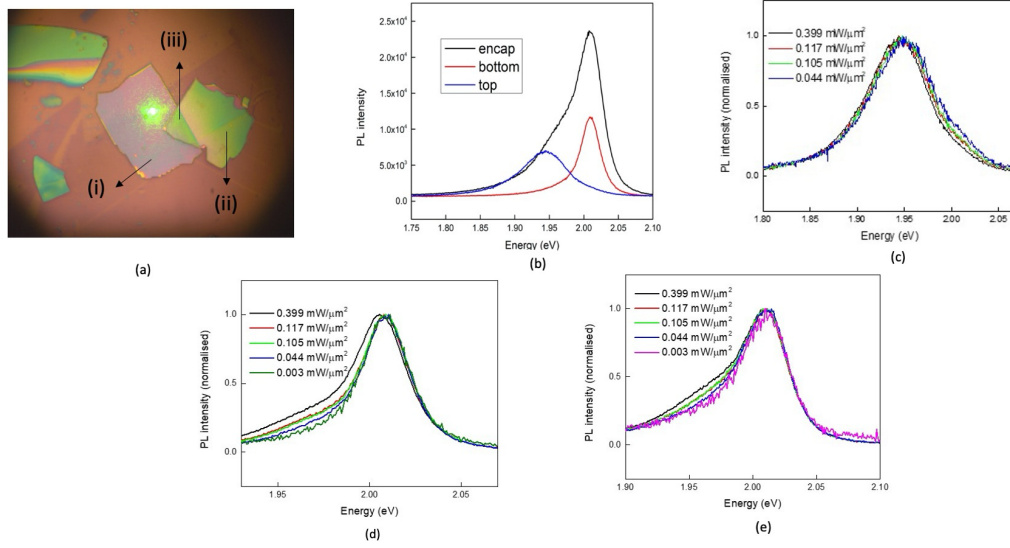 (iii)
(i)
(ii)
(a)
PL intensity
2.5x10⁴
2.0x10⁴
1.5x10⁴
1.0x10⁴
5.0x10³
0.0
encap
bottom
top
1.75 1.80 1.85 1.90 1.95 2.00 2.05 2.10
Energy (eV)
(b)
PL intensity (normalised)
1.0
0.5
0.0
0.399 mW/μm²
0.117 mW/μm²
0.105 mW/μm²
0.044 mW/μm²
1.80 1.85 1.90 1.95 2.00 2.05
Energy (eV)
(c)
PL intensity (normalised)
1.0
0.5
0.0
0.399 mW/μm²
0.117 mW/μm²
0.105 mW/μm²
0.044 mW/μm²
0.003 mW/μm²
1.95 2.00 2.05
Energy (eV)
(d)
PL intensity (normalised)
1.0
0.5
0.0
0.399 mW/μm²
0.117 mW/μm²
0.105 mW/μm²
0.044 mW/μm²
0.003 mW/μm²
1.90 1.95 2.00 2.05 2.10
Energy (eV)
(e)